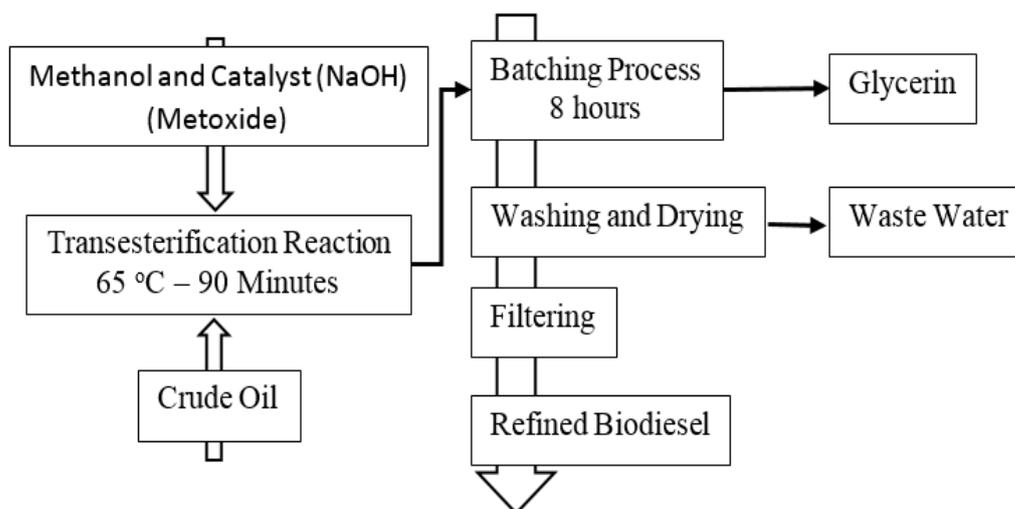 Methanol and Catalyst (NaOH)
(Metoxide)
Transesterification Reaction
65 °C – 90 Minutes
Crude Oil
Batching Process
8 hours
Glycerin
Washing and Drying
Waste Water
Filtering
Refined Biodiesel